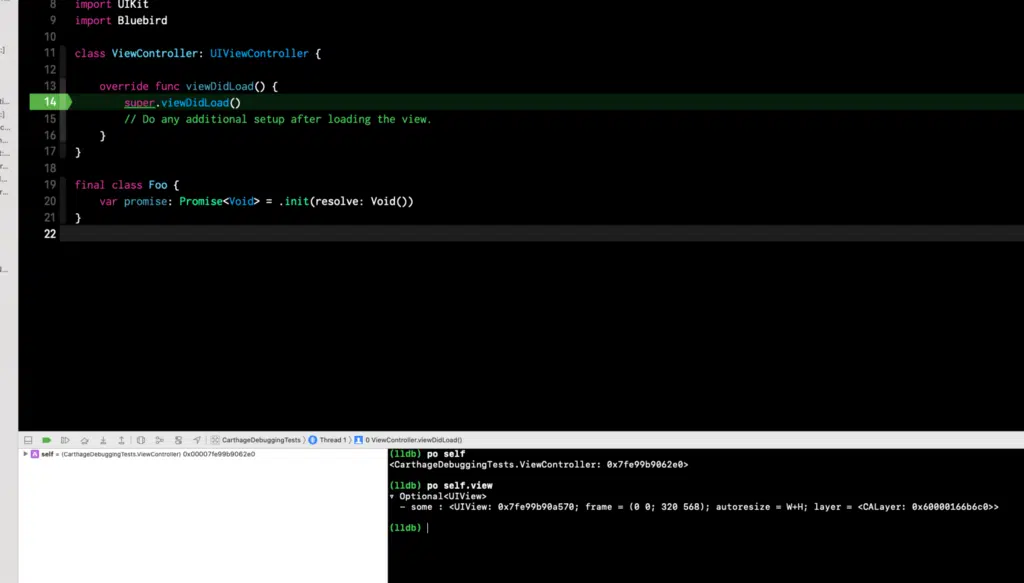 8 import UIKit
9 import Bluebird
10
11 class ViewController: UIViewController {
12
13 override func viewDidLoad() {
14 super.viewDidLoad()
15 // Do any additional setup after loading the view.
16 }
17 }
18
19 final class Foo {
20 var promise: Promise<Void> = .init(resolve: Void())
21 }
22
CarthageDebuggingTests Thread 1 0 ViewController.viewDidLoad()
A self = (CarthageDebuggingTests.ViewController) 0x00007fe99b9062e0
(lldb) po self
<CarthageDebuggingTests.ViewController: 0x7fe99b9062e0>
(lldb) po self.view
▾ Optional<UIView>
- some : <UIView: 0x7fe99b90a570; frame = (0 0; 320 568); autoresize = W+H; layer = <CALayer: 0x60000166b6c0>>
(lldb)